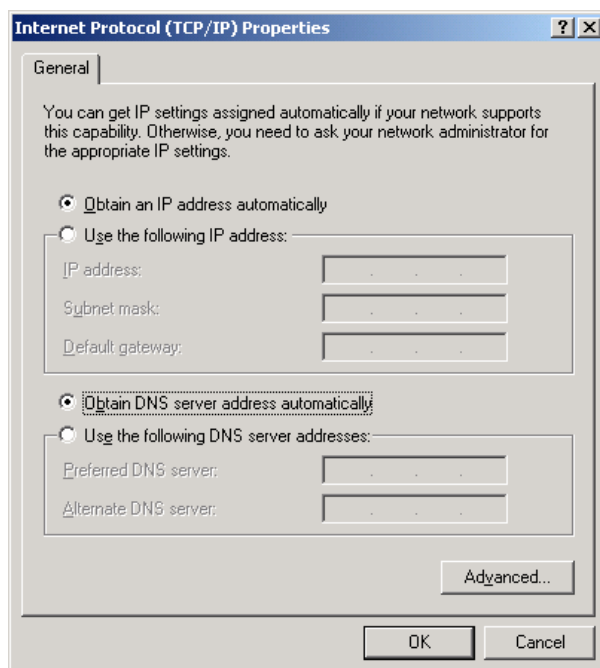 Internet Protocol (TCP/IP) Properties
General
You can get IP settings assigned automatically if your network supports
this capability. Otherwise, you need to ask your network administrator for
the appropriate IP settings.
Obtain an IP address automatically
Use the following IP address:
IP address:
Subnet mask:
Default gateway:
Obtain DNS server address automatically
Use the following DNS server addresses:
Preferred DNS server:
Alternate DNS server:
Advanced...
OK Cancel